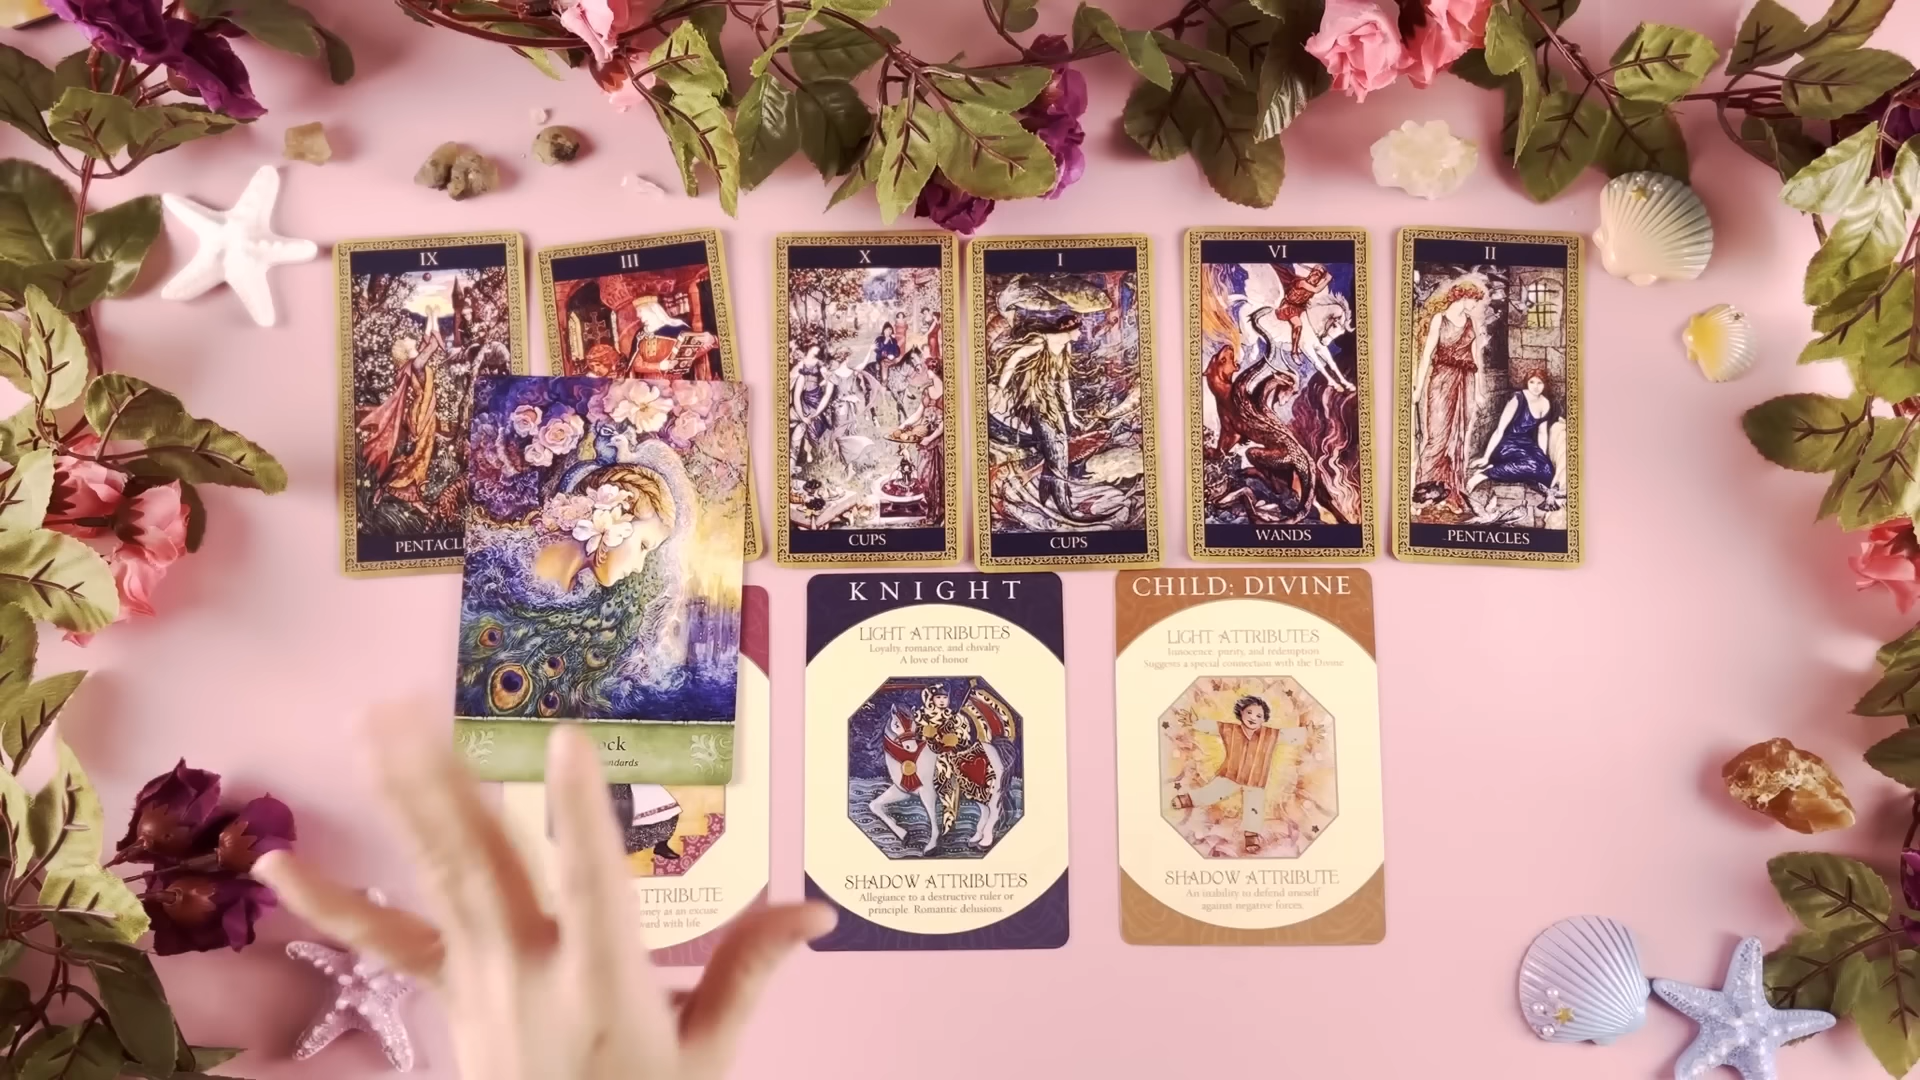 IX
III
X
I
VI
II
PENTACL
CUPS
CUPS
WANDS
PENTACLES
ock
andards
TTRIBUTE
oney as an excuse
ward with life
KNIGHT
LIGHT ATTRIBUTES
Loyalty, romance, and chivalry
A love of honor
SHADOW ATTRIBUTES
Allegiance to a destructive ruler or
principle. Romantic delusions.
CHILD: DIVINE
LIGHT ATTRIBUTES
Innocence, purity, and redemption
Suggests a special connection with the Divine
SHADOW ATTRIBUTE
An inability to defend oneself
against negative forces.